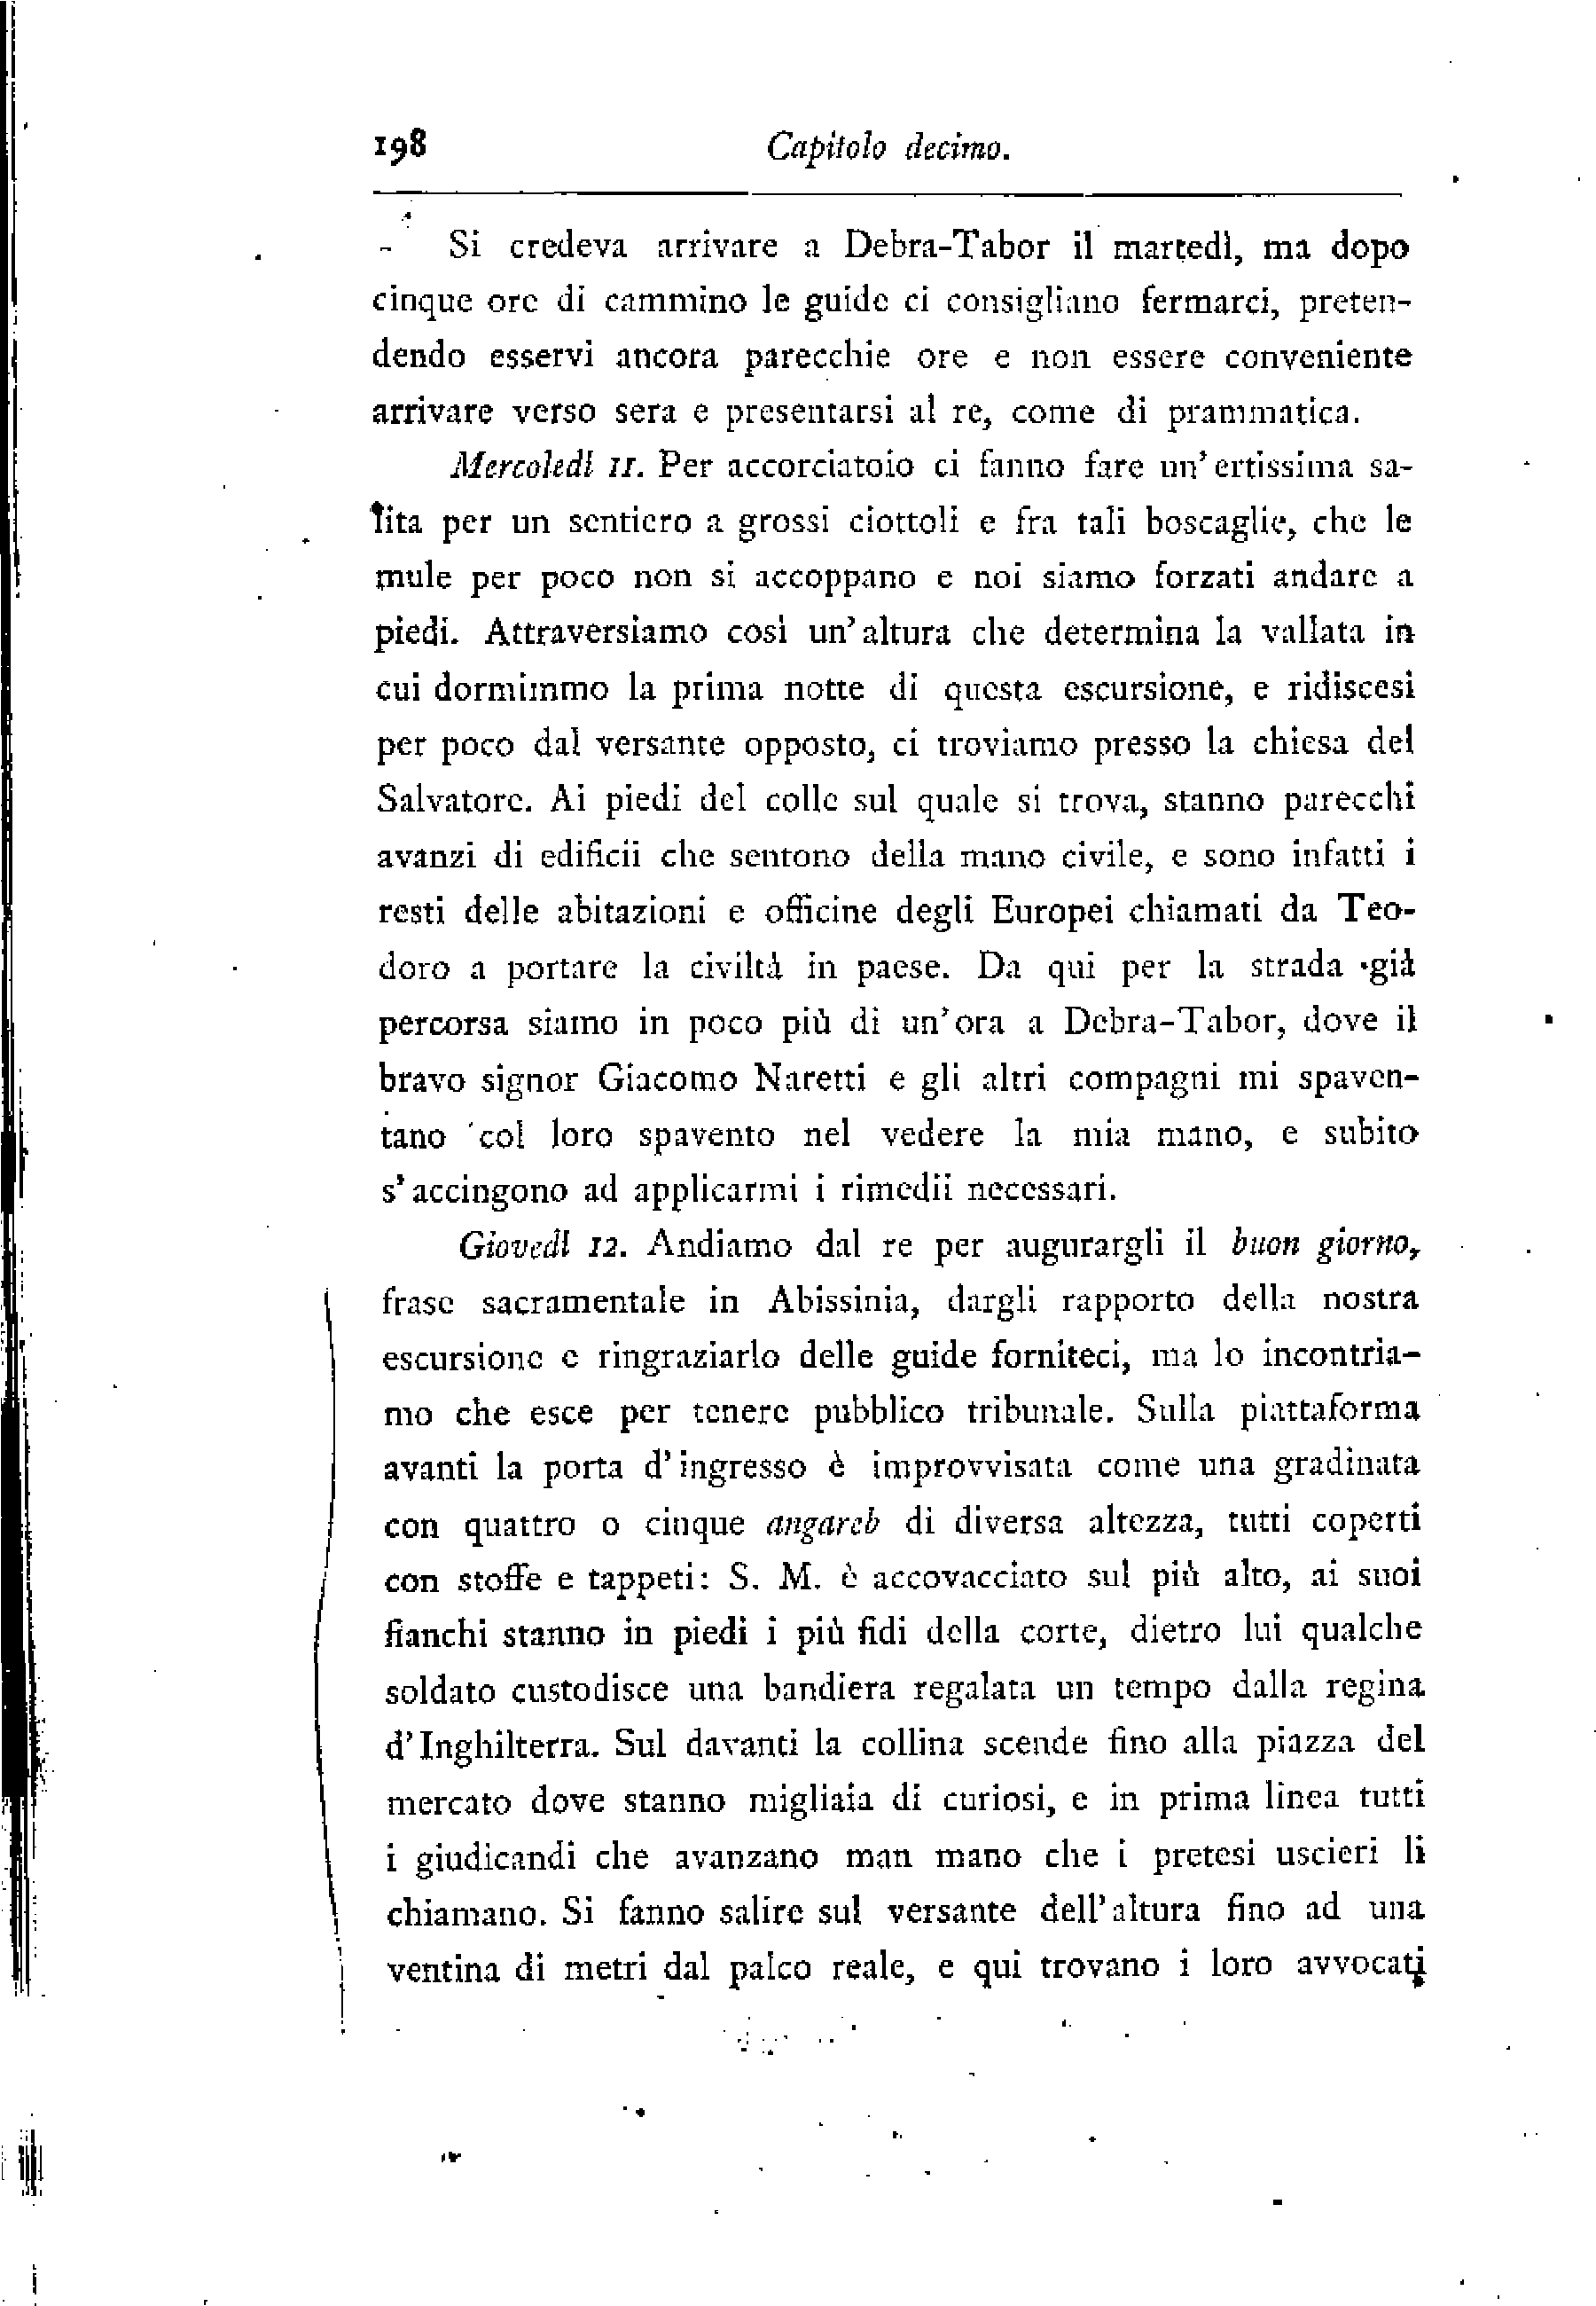 198
Capitolo decimo.
Si credeva arrivare a Debra-Tabor il martedì, ma dopo
cinque ore di cammino le guide ci consigliano fermarci, preten-
dendo esservi ancora parecchie ore e non essere conveniente
arrivare verso sera e presentarsi al re, come di prammatica.
Mercoledì 11. Per accorciatoio ci fanno fare un' ertissima sa-
lita per un sentiero a grossi ciottoli e fra tali boscaglie, che le
mule per poco non si accoppano e noi siamo forzati andare a
piedi. Attraversiamo così un' altura che determina la vallata in
cui dormimmo la prima notte di questa escursione, e ridiscesi
per poco dal versante opposto, ci troviamo presso la chiesa del
Salvatore. Ai piedi del colle sul quale si trova, stanno parecchi
avanzi di edificii che sentono della mano civile, e sono infatti i
resti delle abitazioni e officine degli Europei chiamati da Teo-
doro a portare la civiltà in paese. Da qui per la strada già
percorsa siamo in poco più di un' ora a Debra-Tabor, dove il
bravo signor Giacomo Naretti e gli altri compagni mi spaven-
tano col loro spavento nel vedere la mia mano, e subito
s' accingono ad applicarmi i rimedii necessari.
Giovedì 12. Andiamo dal re per augurargli il buon giorno,
frase sacramentale in Abissinia, dargli rapporto della nostra
escursione e ringraziarlo delle guide forniteci, ma lo incontria-
mo che esce per tenere pubblico tribunale. Sulla piattaforma
avanti la porta d' ingresso è improvvisata come una gradinata
con quattro o cinque angareb di diversa altezza, tutti coperti
con stoffe e tappeti: S. M. è accovacciato sul più alto, ai suoi
fianchi stanno in piedi i più fidi della corte, dietro lui qualche
soldato custodisce una bandiera regalata un tempo dalla regina
d' Inghilterra. Sul davanti la collina scende fino alla piazza del
mercato dove stanno migliaia di curiosi, e in prima linea tutti
i giudicandi che avanzano man mano che i pretesi uscieri li
chiamano. Si fanno salire sul versante dell' altura fino ad una
ventina di metri dal palco reale, e qui trovano i loro avvocati